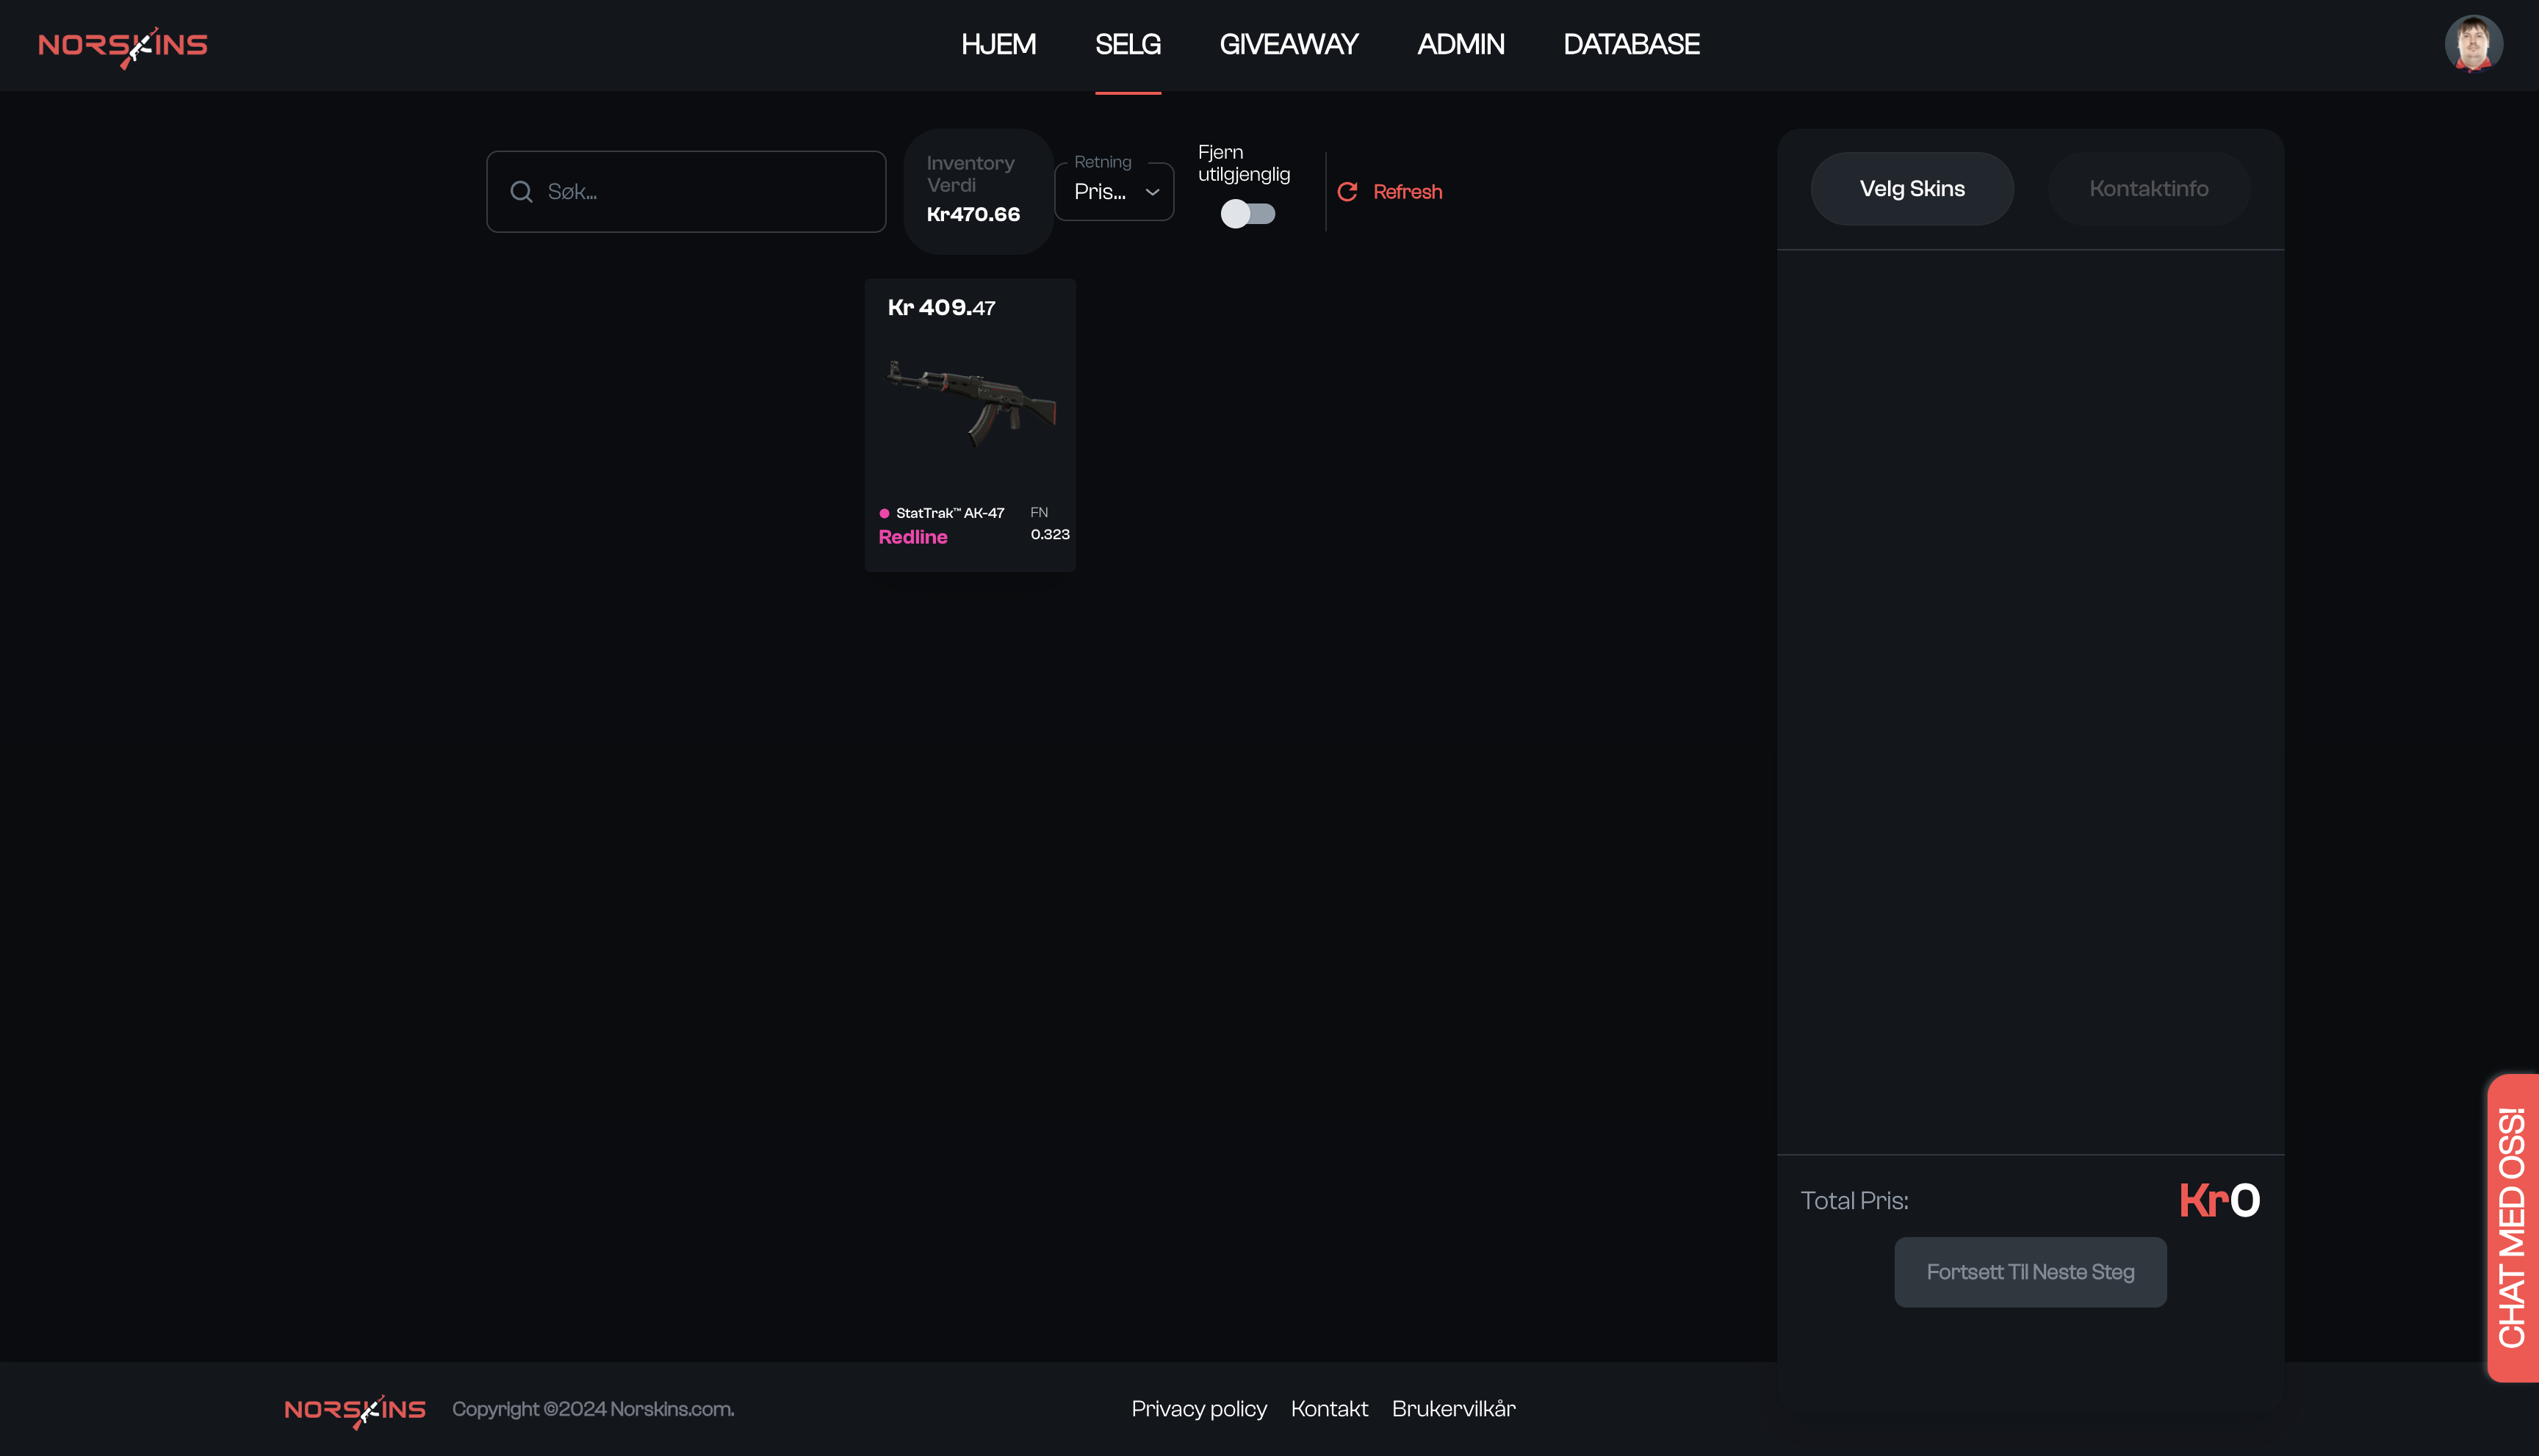 NORSKINS
HJEM SELG GIVEAWAY ADMIN DATABASE
Søk...
Inventory
Verdi
Kr470.66
Retning
Pris...
Fjern
utilgjenglig
Refresh
Velg Skins Kontaktinfo
Kr 409.47
StatTrak™ AK-47 FN
Redline 0.323
Total Pris: Kr0
Fortsett Til Neste Steg
CHAT MED OSS!
NORSKINS Copyright ©2024 Norskins.com. Privacy policy Kontakt Brukervilkår